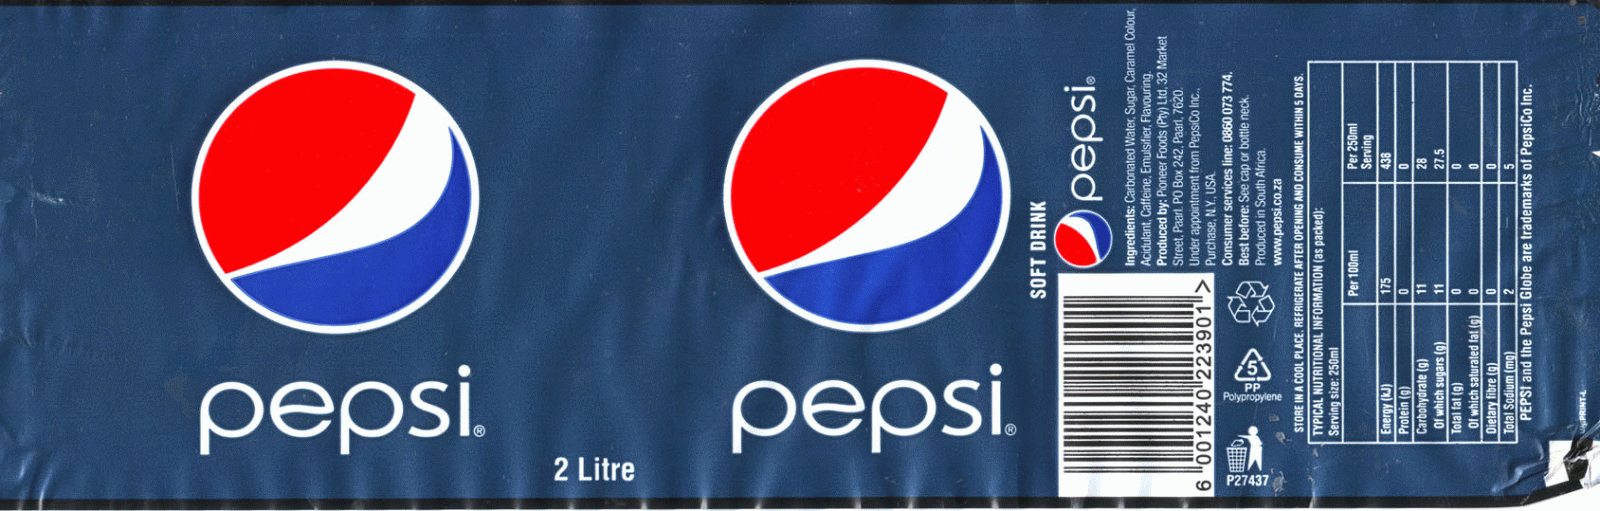 pepsi®
2 Litre
pepsi®
SOFT DRINK
pepsi®
Ingredients: Carbonated Water, Sugar, Caramel Colour,
Acidulant, Caffeine, Emulsifier, Flavouring.
Produced by: Pioneer Foods (Pty) Ltd, 32 Market
Street, Paarl. PO Box 242, Paarl, 7620.
Under appointment from PepsiCo Inc.,
Purchase, N.Y., USA.
Consumer services line: 0860 073 774.
Best before: See cap or bottle neck.
Produced in South Africa.
www.pepsi.co.za
6 001240 223901 >
5
PP
Polypropylene
P27437
STORE IN A COOL PLACE. REFRIGERATE AFTER OPENING AND CONSUME WITHIN 5 DAYS.
TYPICAL NUTRITIONAL INFORMATION (as packed):
Serving size: 250ml
Per 100ml Per 250ml Serving
Energy (kJ) 175 438
Protein (g) 0 0
Carbohydrate (g) 11 28
Of which sugars (g) 11 27.5
Total fat (g) 0 0
Of which saturated fat (g) 0 0
Dietary fibre (g) 0 0
Total Sodium (mg) 2 5
PEPSI and the Pepsi Globe are trademarks of PepsiCo Inc.